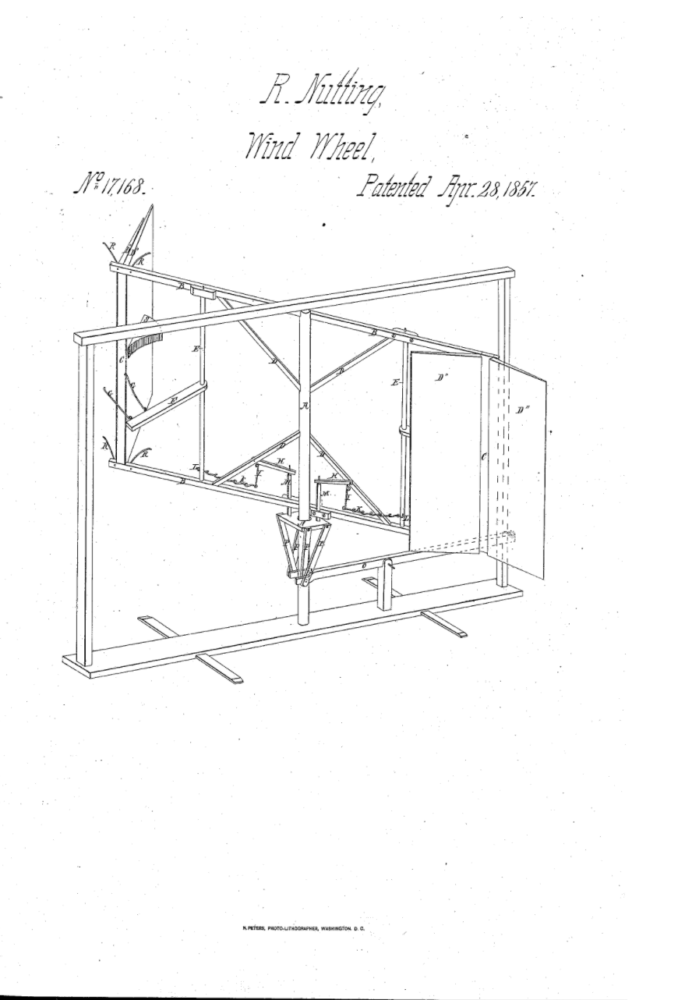 R. Nutting,
Wind Wheel,
No 17,168.
Patented Apr. 28, 1857.
R
R
B
A
B
E
D
D
C
G
G
F
E
A
D°
D"
C
R
R
D
D
H
I
K
L
M
H
M
I
K
L
B
P
P
P
P
O
N. PETERS, PHOTO-LITHOGRAPHER, WASHINGTON, D. C.